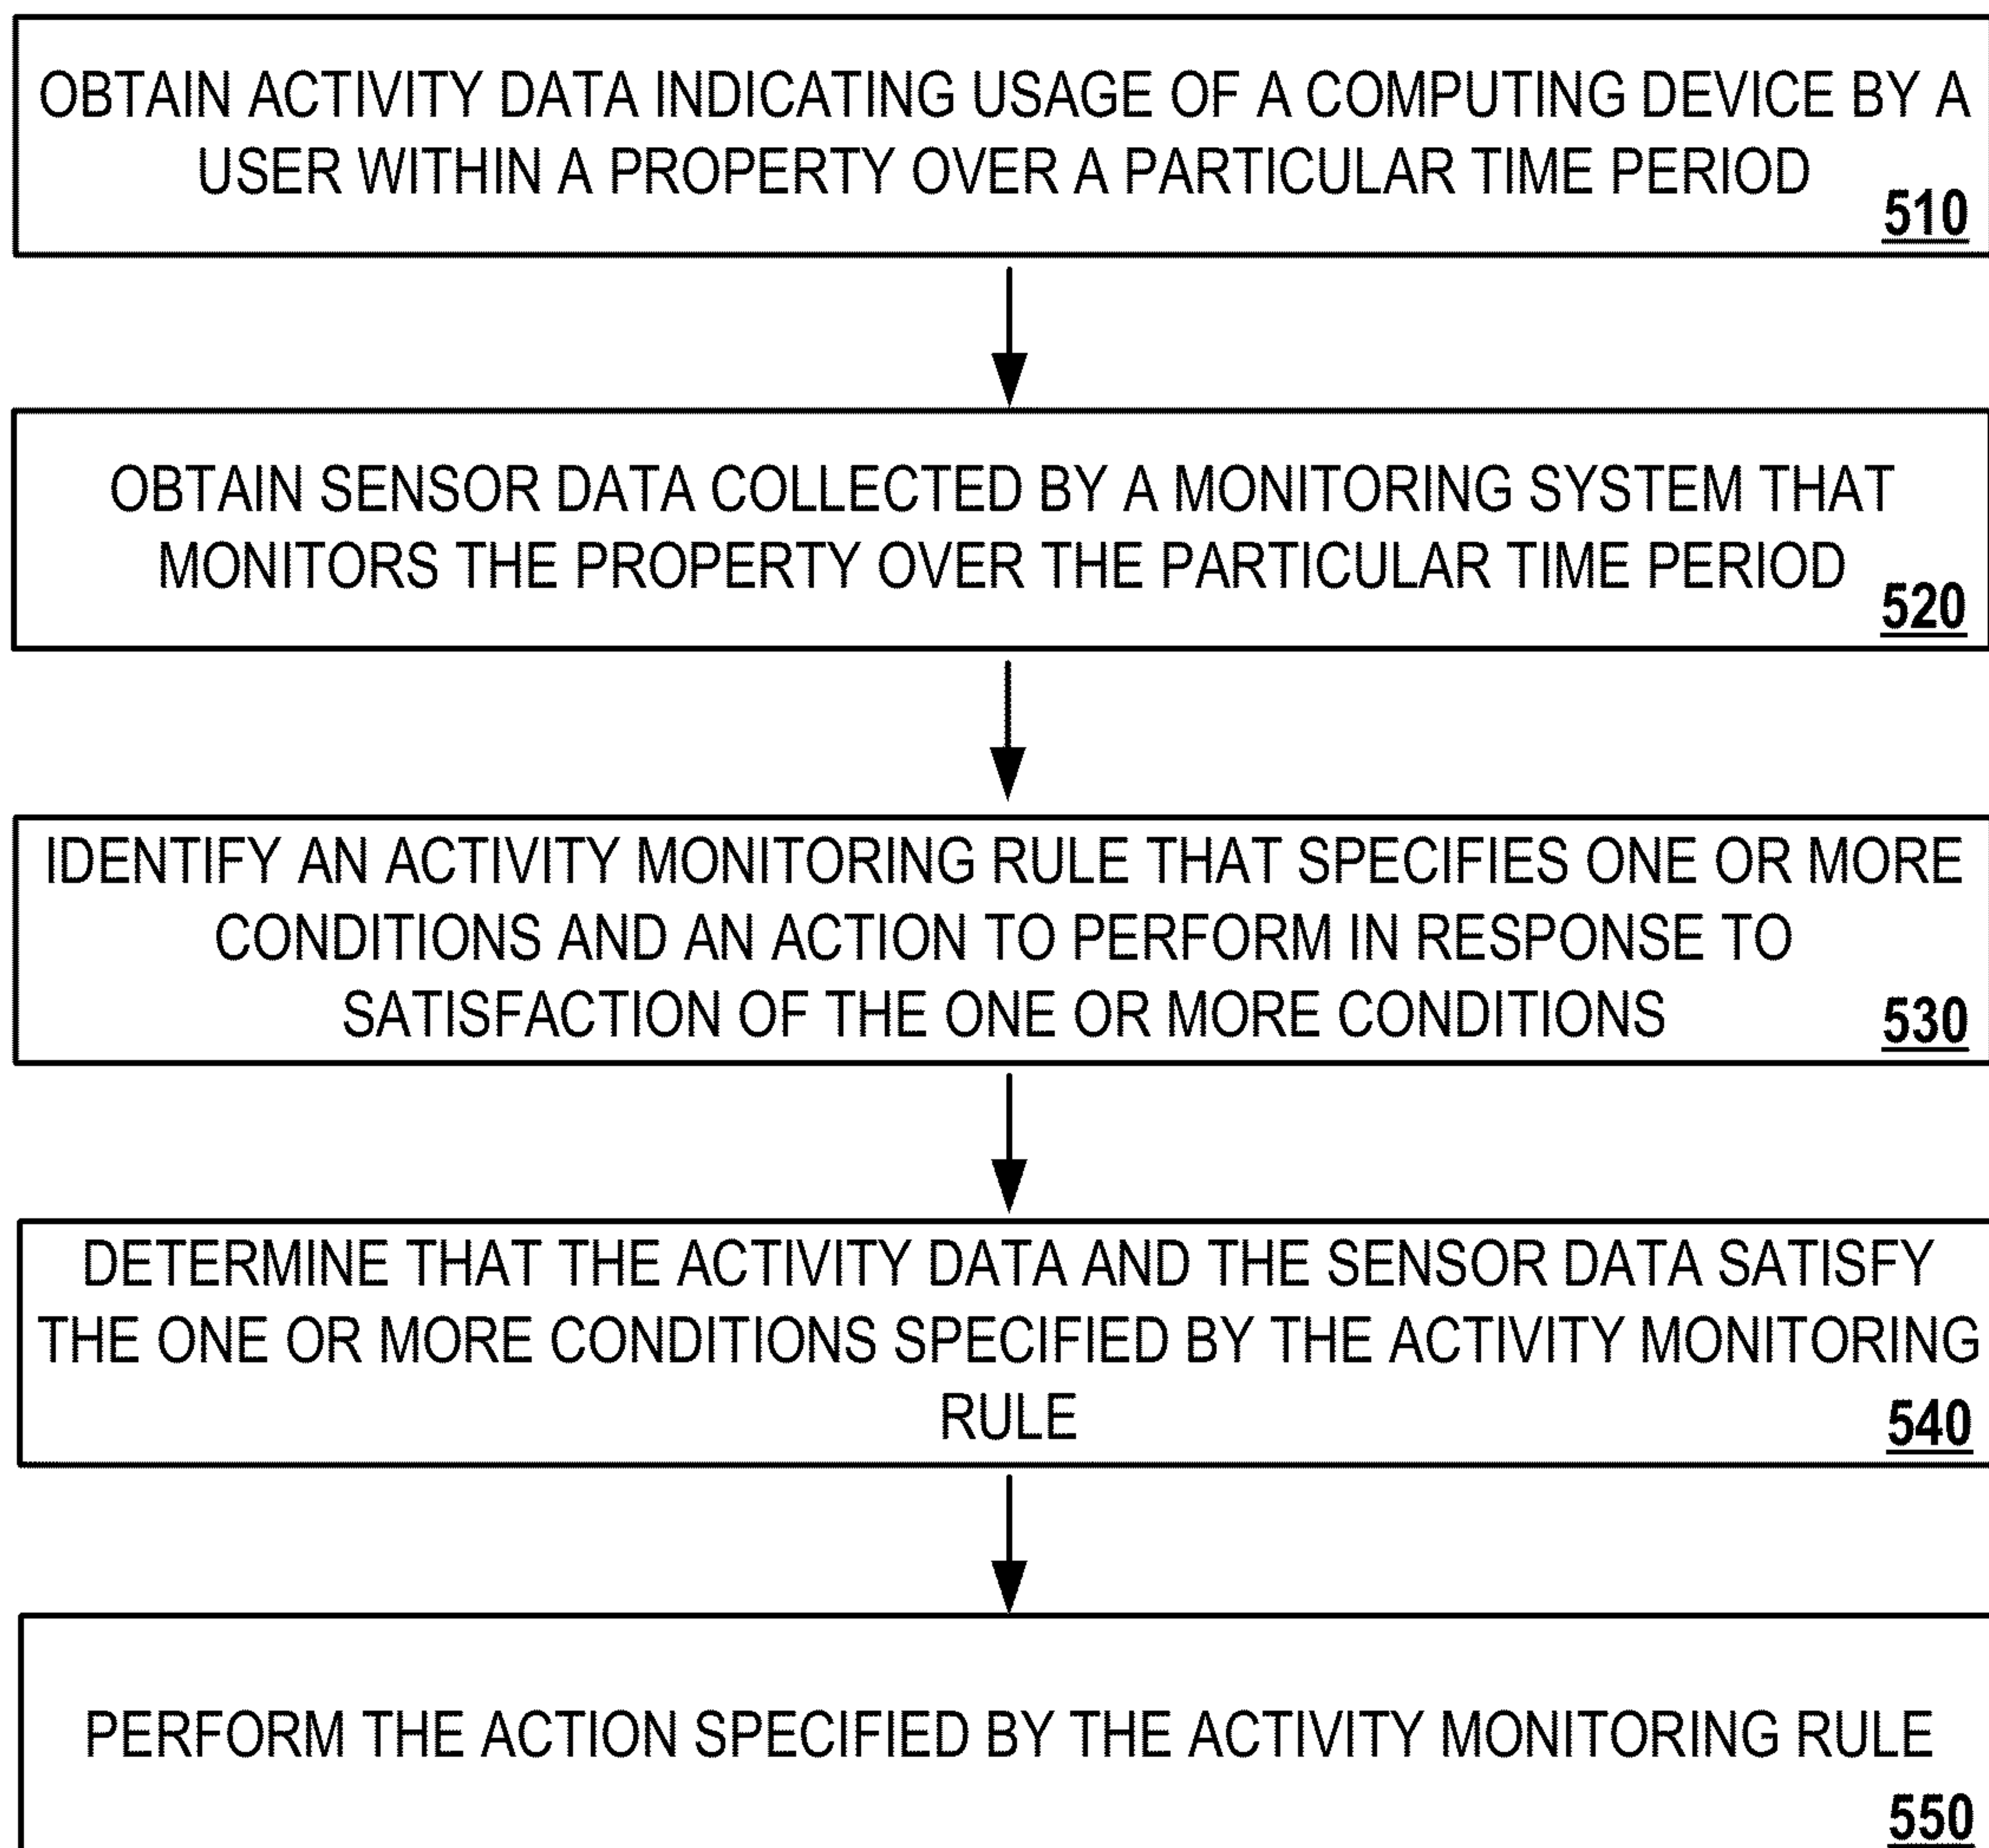 OBTAIN ACTIVITY DATA INDICATING USAGE OF A COMPUTING DEVICE BY A
USER WITHIN A PROPERTY OVER A PARTICULAR TIME PERIOD
510
OBTAIN SENSOR DATA COLLECTED BY A MONITORING SYSTEM THAT
MONITORS THE PROPERTY OVER THE PARTICULAR TIME PERIOD
520
IDENTIFY AN ACTIVITY MONITORING RULE THAT SPECIFIES ONE OR MORE
CONDITIONS AND AN ACTION TO PERFORM IN RESPONSE TO
SATISFACTION OF THE ONE OR MORE CONDITIONS
530
DETERMINE THAT THE ACTIVITY DATA AND THE SENSOR DATA SATISFY
THE ONE OR MORE CONDITIONS SPECIFIED BY THE ACTIVITY MONITORING
RULE
540
PERFORM THE ACTION SPECIFIED BY THE ACTIVITY MONITORING RULE
550